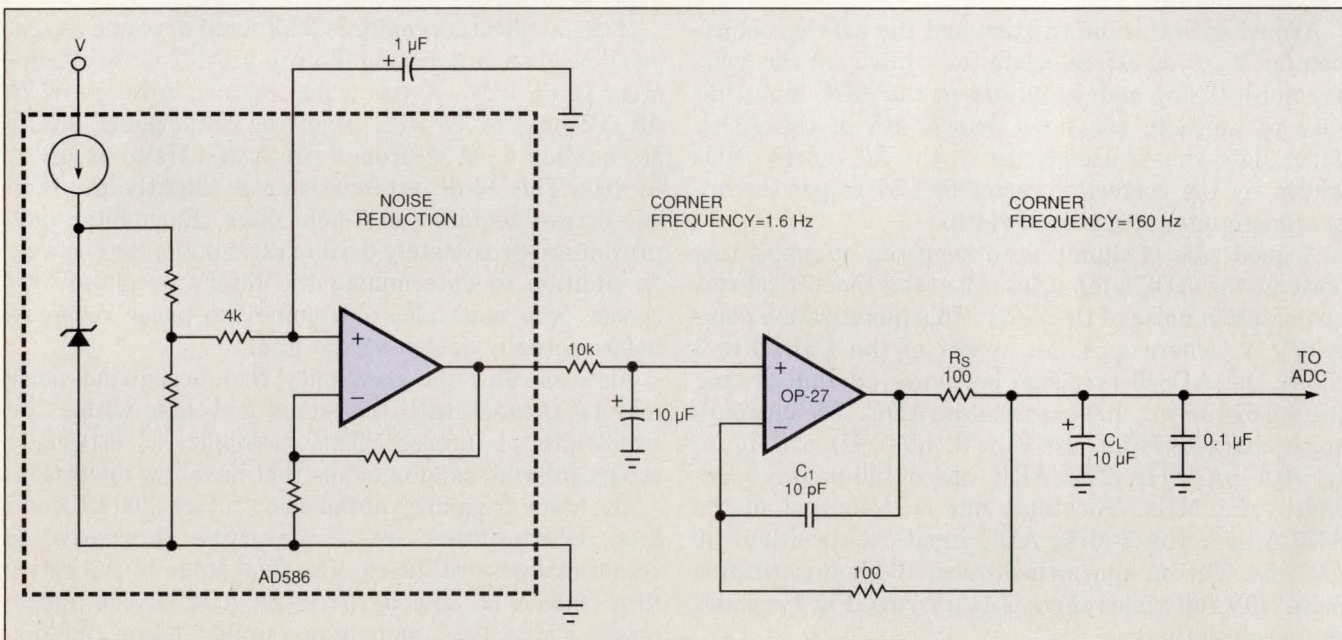 V
1 µF
+
NOISE
REDUCTION
4k
+
−
AD586
CORNER
FREQUENCY=1.6 Hz
10k
+
10 µF
+
−
OP-27
C1
10 pF
100
CORNER
FREQUENCY=160 Hz
RS
100
+
CL
10 µF
0.1 µF
TO
ADC